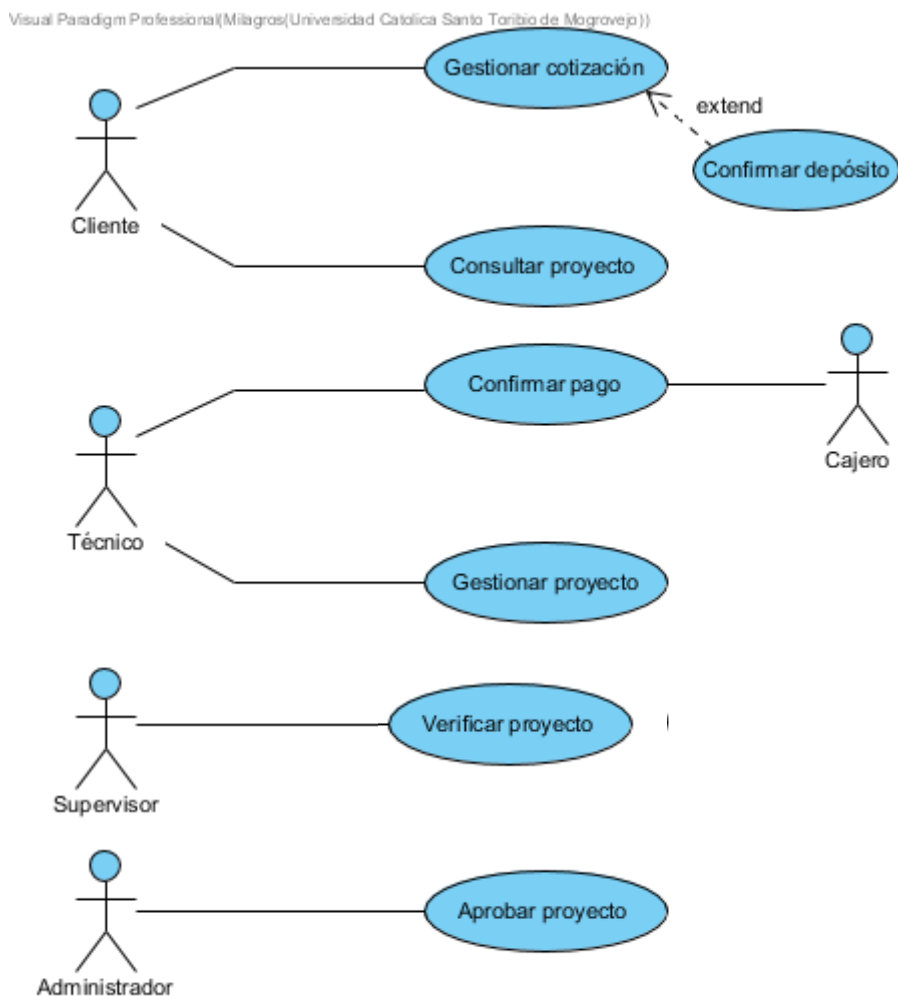 Visual Paradigm Professional(Milagros(Universidad Catolica Santo Toribio de Mogrovejo))
Gestionar cotización
extend
Confirmar depósito
Cliente
Consultar proyecto
Confirmar pago
Cajero
Técnico
Gestionar proyecto
Verificar proyecto
Supervisor
Aprobar proyecto
Administrador